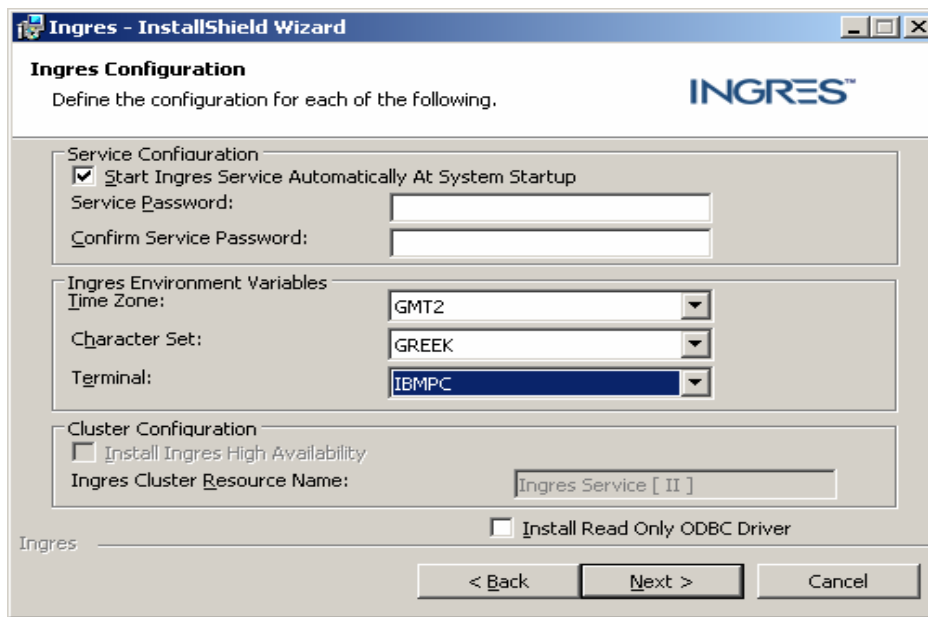 Ingres - InstallShield Wizard
Ingres Configuration
Define the configuration for each of the following.
INGRES™
Service Configuration
Start Ingres Service Automatically At System Startup
Service Password:
Confirm Service Password:
Ingres Environment Variables
Time Zone: GMT2
Character Set: GREEK
Terminal: IBMPC
Cluster Configuration
Install Ingres High Availability
Ingres Cluster Resource Name: Ingres Service [ II ]
Install Read Only ODBC Driver
Ingres
< Back Next > Cancel